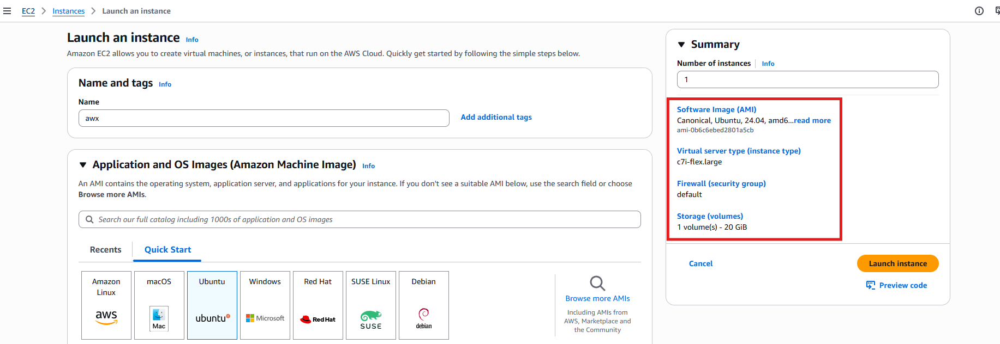 EC2 > Instances > Launch an instance
Launch an instance Info
Amazon EC2 allows you to create virtual machines, or instances, that run on the AWS Cloud. Quickly get started by following the simple steps below.
Name and tags Info
Name
awx
Add additional tags
Application and OS Images (Amazon Machine Image) Info
An AMI contains the operating system, application server, and applications for your instance. If you don't see a suitable AMI below, use the search field or choose
Browse more AMIs.
Search our full catalog including 1000s of application and OS images
Recents
Quick Start
Amazon
Linux
aws
macOS
Mac
Ubuntu
ubuntu
Windows
Microsoft
Red Hat
Red Hat
SUSE Linux
SUSE
Debian
debian
Browse more AMIs
Including AMIs from
AWS, Marketplace and
the Community
Summary
Number of instances Info
1
Software Image (AMI)
Canonical, Ubuntu, 24.04, amd6...read more
ami-0b6c6ebed2801a5cb
Virtual server type (instance type)
c7i-flex.large
Firewall (security group)
default
Storage (volumes)
1 volume(s) - 20 GiB
Cancel
Launch instance
Preview code